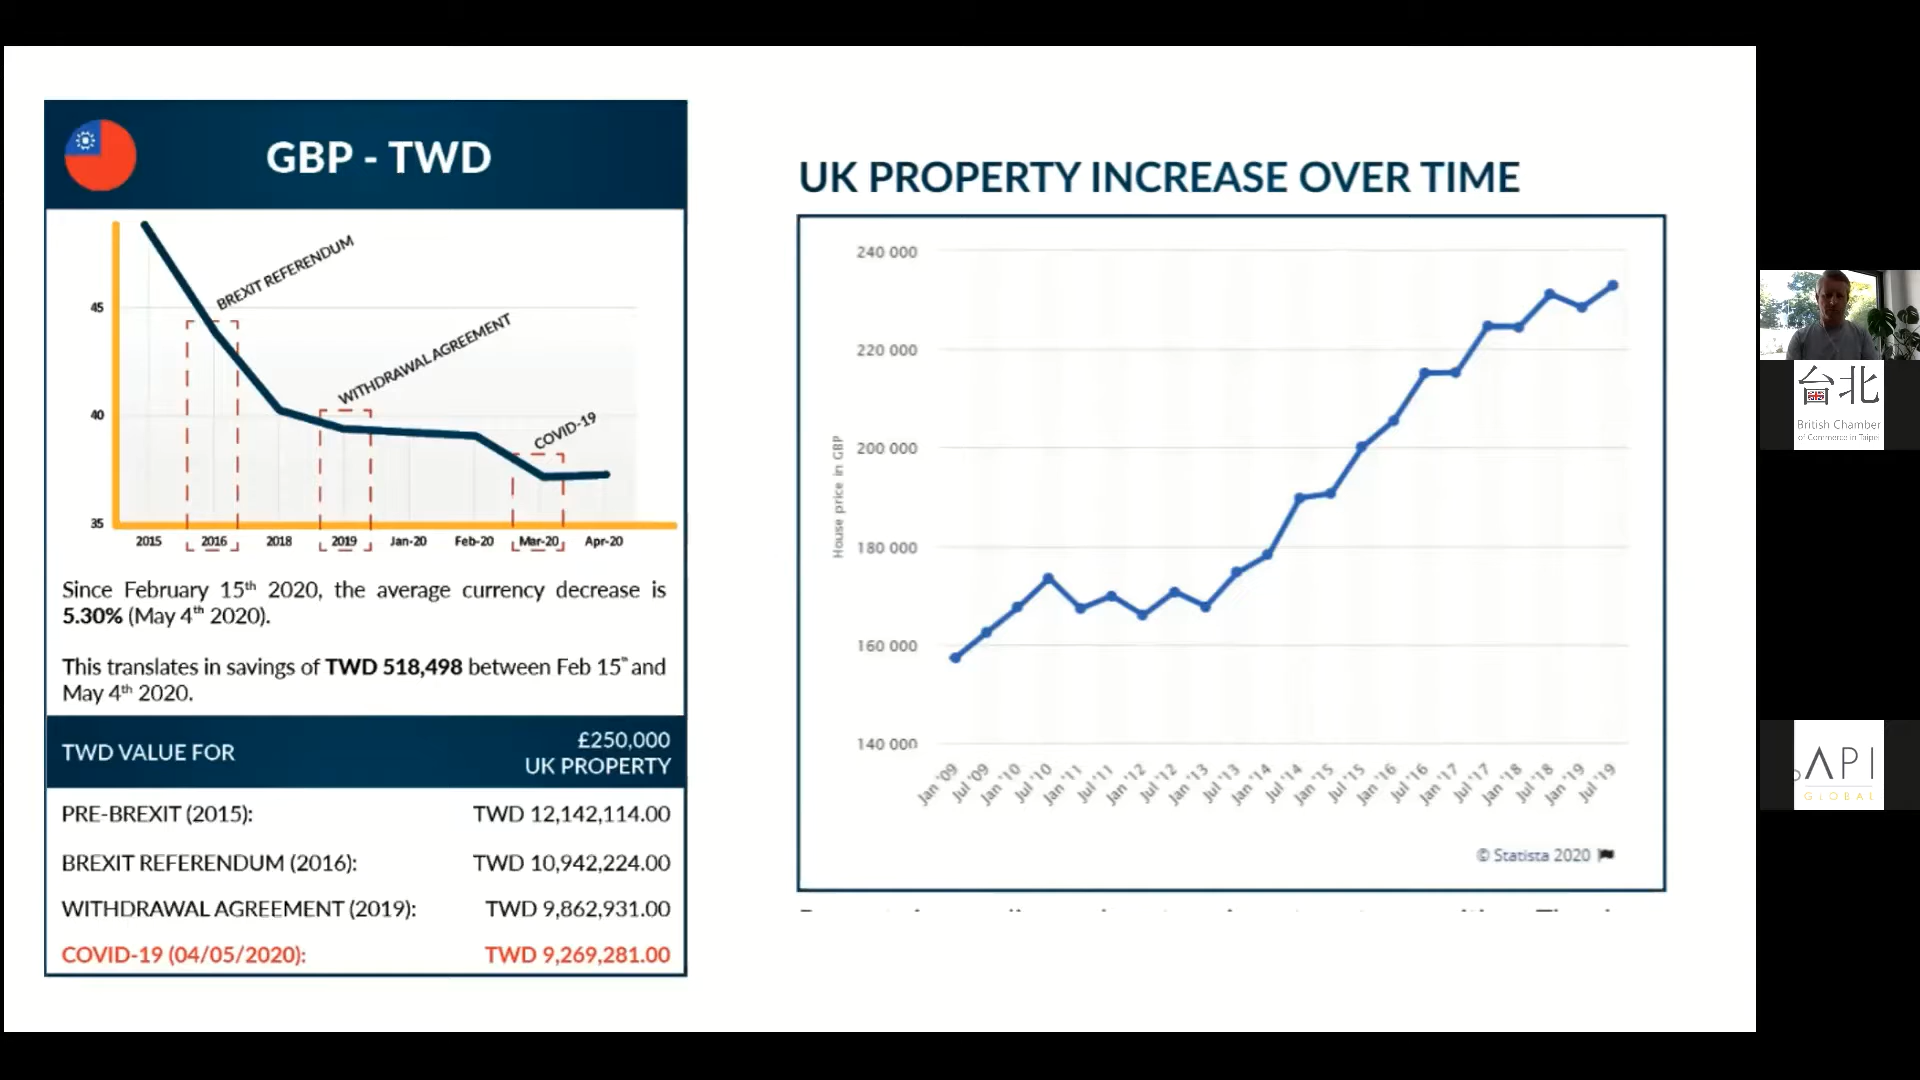 GBP - TWD
BREXIT REFERENDUM
WITHDRAWAL AGREEMENT
COVID-19
45
40
35
2015 2016 2018 2019 Jan-20 Feb-20 Mar-20 Apr-20
Since February 15th 2020, the average currency decrease is
5.30% (May 4th 2020).
This translates in savings of TWD 518,498 between Feb 15th and
May 4th 2020.
TWD VALUE FOR
£250,000
UK PROPERTY
PRE-BREXIT (2015): TWD 12,142,114.00
BREXIT REFERENDUM (2016): TWD 10,942,224.00
WITHDRAWAL AGREEMENT (2019): TWD 9,862,931.00
COVID-19 (04/05/2020): TWD 9,269,281.00
UK PROPERTY INCREASE OVER TIME
House price in GBP
240 000
220 000
200 000
180 000
160 000
140 000
Jan '09 Jul '09 Jan '10 Jul '10 Jan '11 Jul '11 Jan '12 Jul '12 Jan '13 Jul '13 Jan '14 Jul '14 Jan '15 Jul '15 Jan '16 Jul '16 Jan '17 Jul '17 Jan '18 Jul '18 Jan '19 Jul '19
© Statista 2020
台北
British Chamber
of Commerce in Taipei
API
GLOBAL